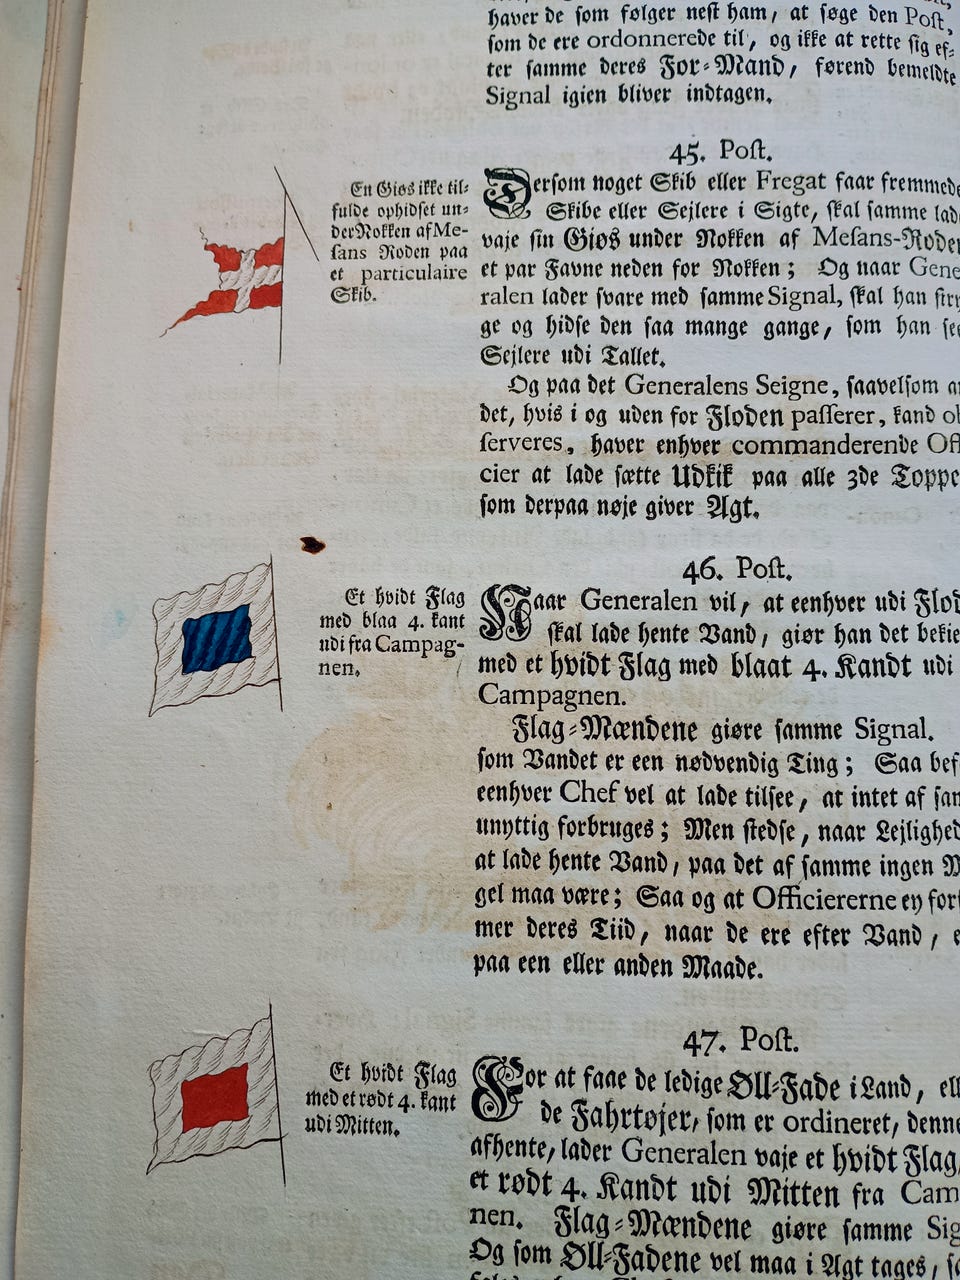 haver de som følger nest ham, at søge den Post,
som de ere ordonnerede til, og ikke at rette sig ef-
ter samme deres For-Mand, førend bemeldte
Signal igien bliver indtagen.
45. Post.
En Giøs ikke til-
fulde ophidset un-
der Nokken af Me-
sans Roden paa
et particulaire
Skib.
Dersom noget Skib eller Fregat faar fremmede
Skibe eller Sejlere i Sigte, skal samme lade
vaje sin Giøs under Nokken af Mesans-Roden
et par Favne neden for Nokken; Og naar Gene
ralen lader svare med samme Signal, skal han stry
ge og hidse den saa mange gange, som han seer
Sejlere udi Tallet.
Og paa det Generalens Seigne, saavelsom an
det, hvis i og uden for Floden passerer, kand ob
serveres, haver enhver commanderende Offi
cier at lade sætte Udkik paa alle 3de Toppe
som derpaa nøje giver Agt.
46. Post.
Et hvidt Flag
med blaa 4. kant
udi fra Campag-
nen.
Naar Generalen vil, at eenhver udi Flod
skal lade hente Vand, giør han det bekie
med et hvidt Flag med blaat 4. Kandt udi
Campagnen.
Flag-Mændene giøre samme Signal.
som Vandet er een nødvendig Ting; Saa bef
eenhver Chef vel at lade tilsee, at intet af sam
unyttig forbruges; Men stedse, naar Lejlighed
at lade hente Vand, paa det af samme ingen M
gel maa være; Saa og at Officiererne ey fors
mer deres Tiid, naar de ere efter Vand, e
paa een eller anden Maade.
47. Post.
Et hvidt Flag
med et rødt 4. kant
udi Mitten.
For at faae de ledige Øll-Fade i Land, ell
de Fahrtøjer, som er ordineret, denne
afhente, lader Generalen vaje et hvidt Flag,
et rødt 4. Kandt udi Mitten fra Cam
nen. Flag-Mændene giøre samme Sig
Og som Øll-Fadene vel maa i Agt tages, s